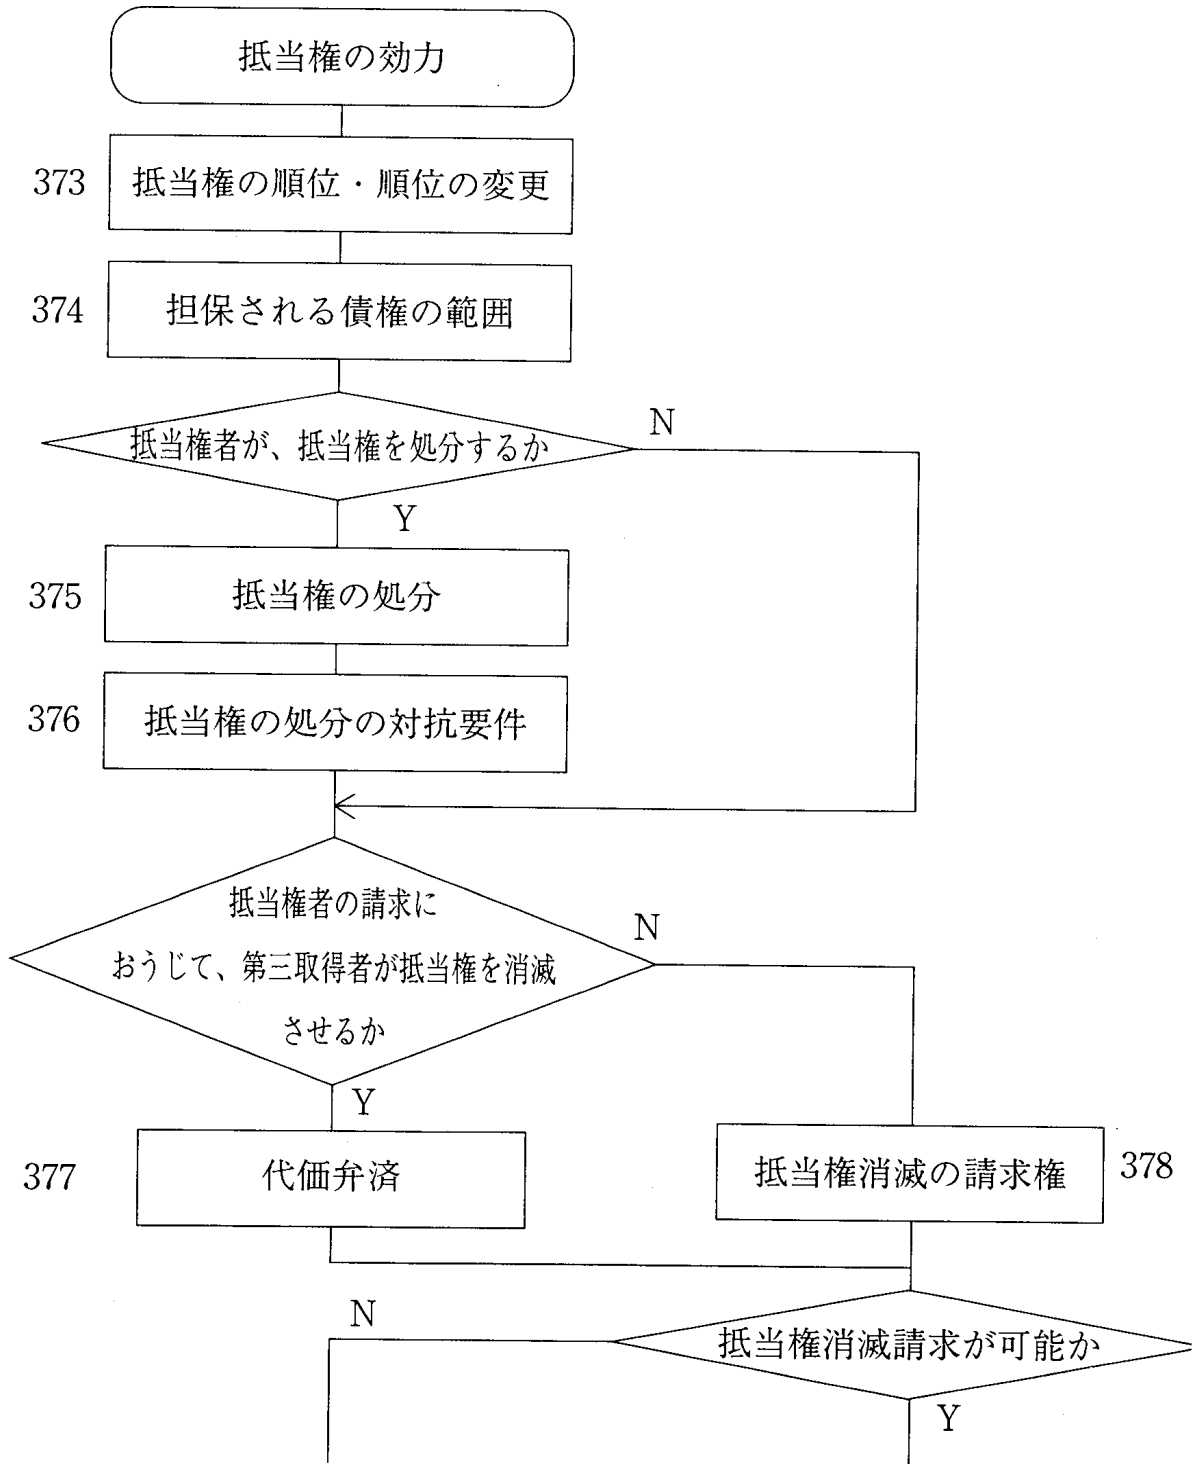 抵当権の効力
373
抵当権の順位・順位の変更
374
担保される債権の範囲
抵当権者が、抵当権を処分するか
N
Y
375
抵当権の処分
376
抵当権の処分の対抗要件
抵当権者の請求に
おうじて、第三取得者が抵当権を消滅
させるか
N
Y
377
代価弁済
抵当権消滅の請求権
378
N
抵当権消滅請求が可能か
Y